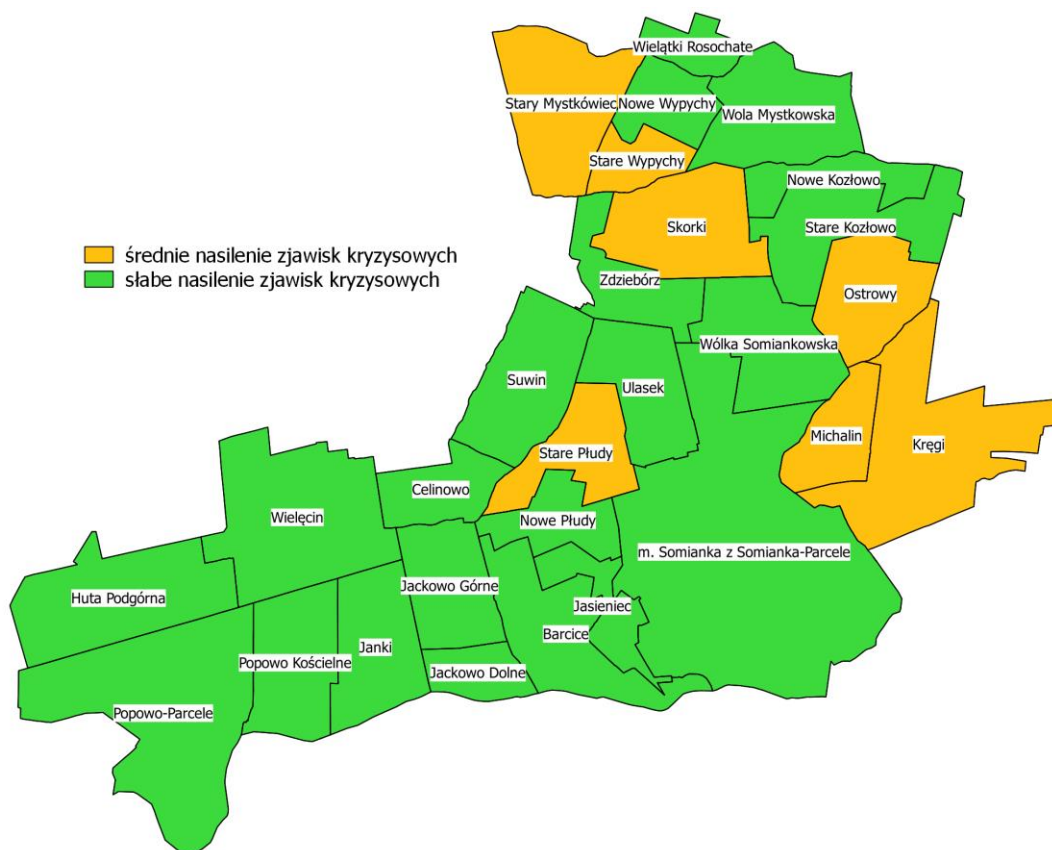 Wielątki Rosochate
Stary Mystkówiec
Nowe Wypychy
Wola Mystkowska
Stare Wypychy
Nowe Kozłowo
Skorki
Stare Kozłowo
średnie nasilenie zjawisk kryzysowych
słabe nasilenie zjawisk kryzysowych
Zdziebórz
Ostrowy
Wólka Somiankowska
Suwin
Ulasek
Michalin
Kręgi
Stare Płudy
Celinowo
Wielęcin
Nowe Płudy
m. Somianka z Somianka-Parcele
Huta Podgórna
Jackowo Górne
Jasieniec
Barcice
Popowo Kościelne
Janki
Jackowo Dolne
Popowo-Parcele